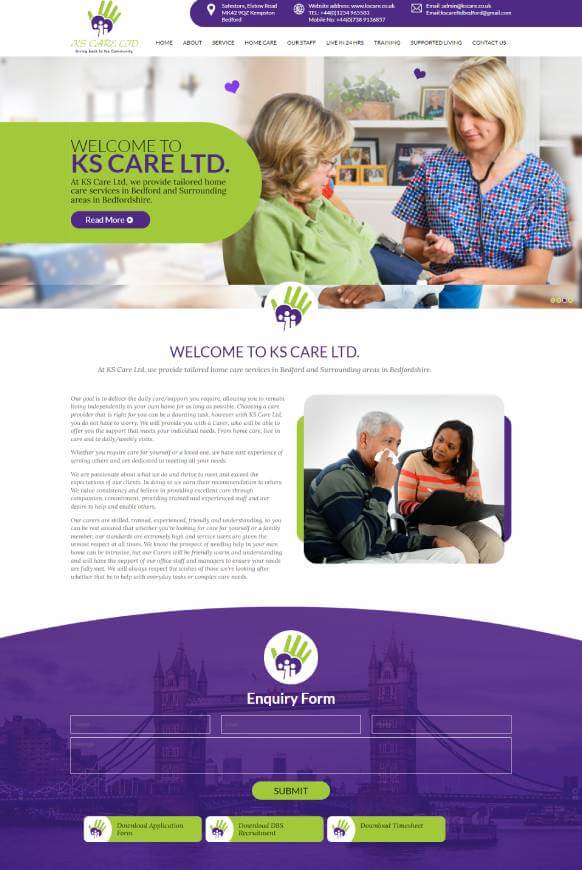 Safestore, Elstow Road
MK42 9QZ Kempston
Bedford
Website address: www.kscare.co.uk
TEL: +44(0)1234 965503
Mobile No: +44(0)738 9136857
Email: admin@kscare.co.uk
Email: kscareltdbedford@gmail.com
KS CARE LTD
Giving back to the Community
HOME ABOUT SERVICE HOME CARE OUR STAFF LIVE IN 24 HRS TRAINING SUPPORTED LIVING CONTACT US
WELCOME TO
KS CARE LTD.
At KS Care Ltd, we provide tailored home
care services in Bedford and Surrounding
areas in Bedfordshire.
Read More
WELCOME TO KS CARE LTD.
At KS Care Ltd, we provide tailored home care services in Bedford and Surrounding areas in Bedfordshire.
Our goal is to deliver the daily care/support you require, allowing you to remain
living independently in your own home for as long as possible. Choosing a care
provider that is right for you can be a daunting task, however with KS Care Ltd,
you do not have to worry. We will provide you with a Carer, who will be able to
offer you the support that meets your individual needs. From home care, live in
care and to daily/weekly visits.
Whether you require care for yourself or a loved one, we have vast experience of
serving others and are dedicated to meeting all your needs.
We are passionate about what we do and thrive to meet and exceed the
expectations of our clients. In doing so we earn their recommendation to others.
We value consistency and believe in providing excellent care through
compassion, commitment, providing trained and experienced staff and our
desire to help and enable others.
Our carers are skilled, trained, experienced, friendly and understanding, so you
can be rest assured that whether you're looking for care for yourself or a family
member, our standards are extremely high and service users are given the
utmost respect at all times. We know the prospect of needing help in your own
home can be intrusive, but our Carers will be friendly warm and understanding
and will have the support of our office staff and managers to ensure your needs
are fully met. We will always respect the wishes of those we're looking after
whether that be to help with everyday tasks or complex care needs.
Enquiry Form
SUBMIT
Download Application
Form
Download DBS
Recruitment
Download Timesheet